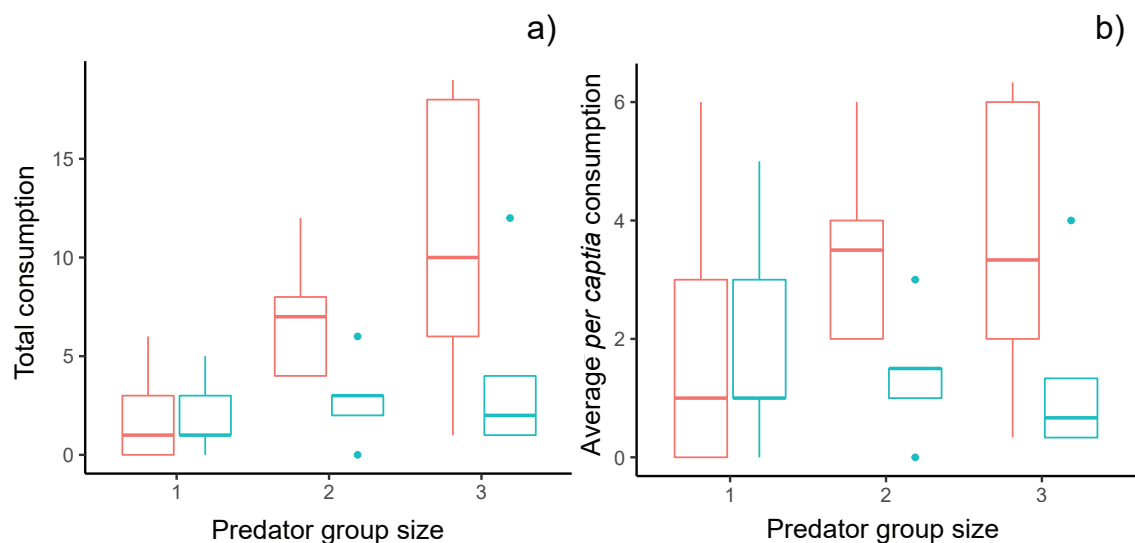 a)
Total consumption
15
10
5
0
1 2 3
Predator group size
b)
Average per captia consumption
6
4
2
0
1 2 3
Predator group size